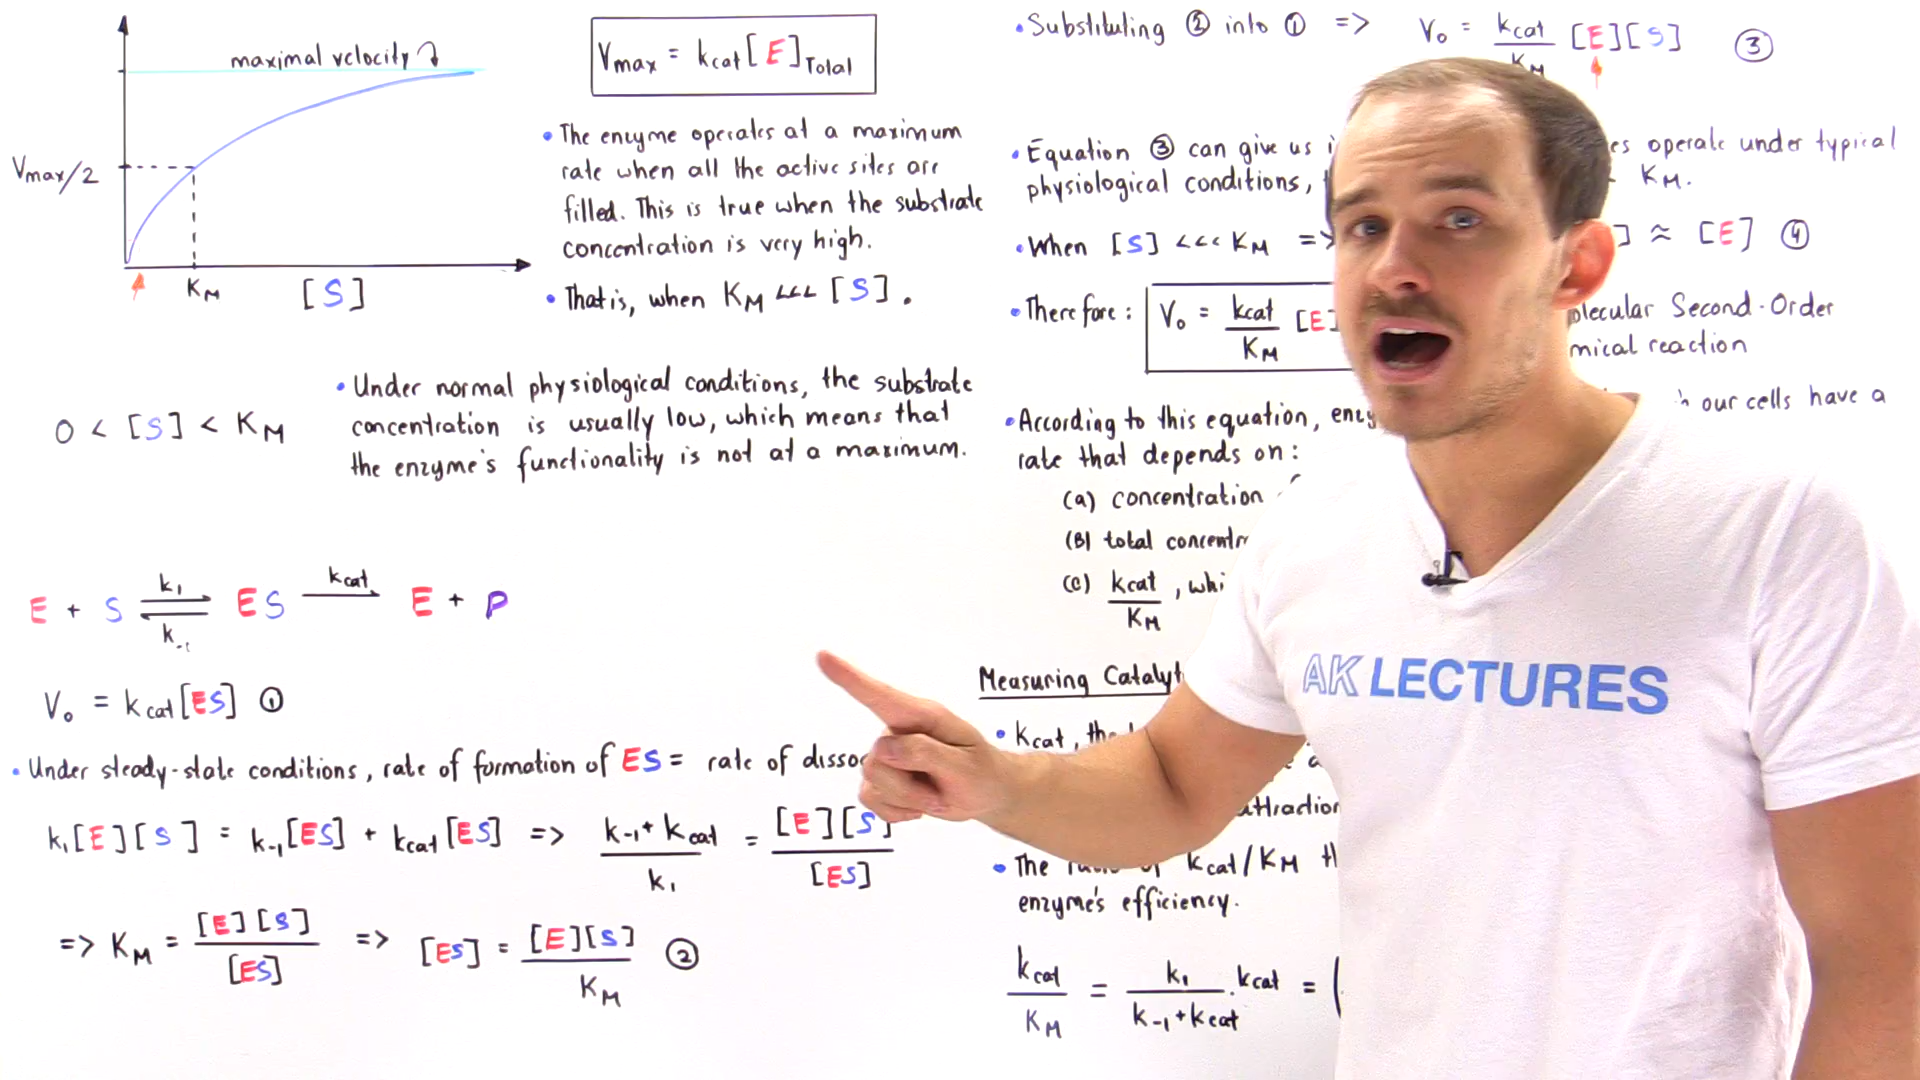 maximal velocity
Vmax/2
KM
[S]
Vmax = kcat[E]Total
• The enzyme operates at a maximum
rate when all the active sites are
filled. This is true when the substrate
concentration is very high.
• That is, when KM <<< [S].
0 < [S] < KM
• Under normal physiological conditions, the substrate
concentration is usually low, which means that
the enzyme's functionality is not at a maximum.
E + S k1 k-1 ES kcat E + P
V0 = kcat[ES] ①
• Under steady-state conditions, rate of formation of ES = rate of
k1[E][S] = k-1[ES] + kcat[ES] => k-1 + kcat / k1 = [E][S] / [ES]
=> KM = [E][S] / [ES] => [ES] = [E][S] / KM ②
• Substituting ② into ① => V0 = kcat / KM [E][S] ③
• Equation ③ can give us operate under typical
physiological conditions, KM.
• When [S] <<< KM => ] ≈ [E] ④
• Therefore: V0 = kcat / KM [E] Second-Order
reaction
• According to this equation, our cells have a
rate that depends on:
(a) concentration
(B) total
(c) kcat / KM ,
Measuring
• kcat, 
• The kcat/KM
enzyme's efficiency.
kcat / KM = k1 / k-1 + kcat . kcat = (
AK LECTURES